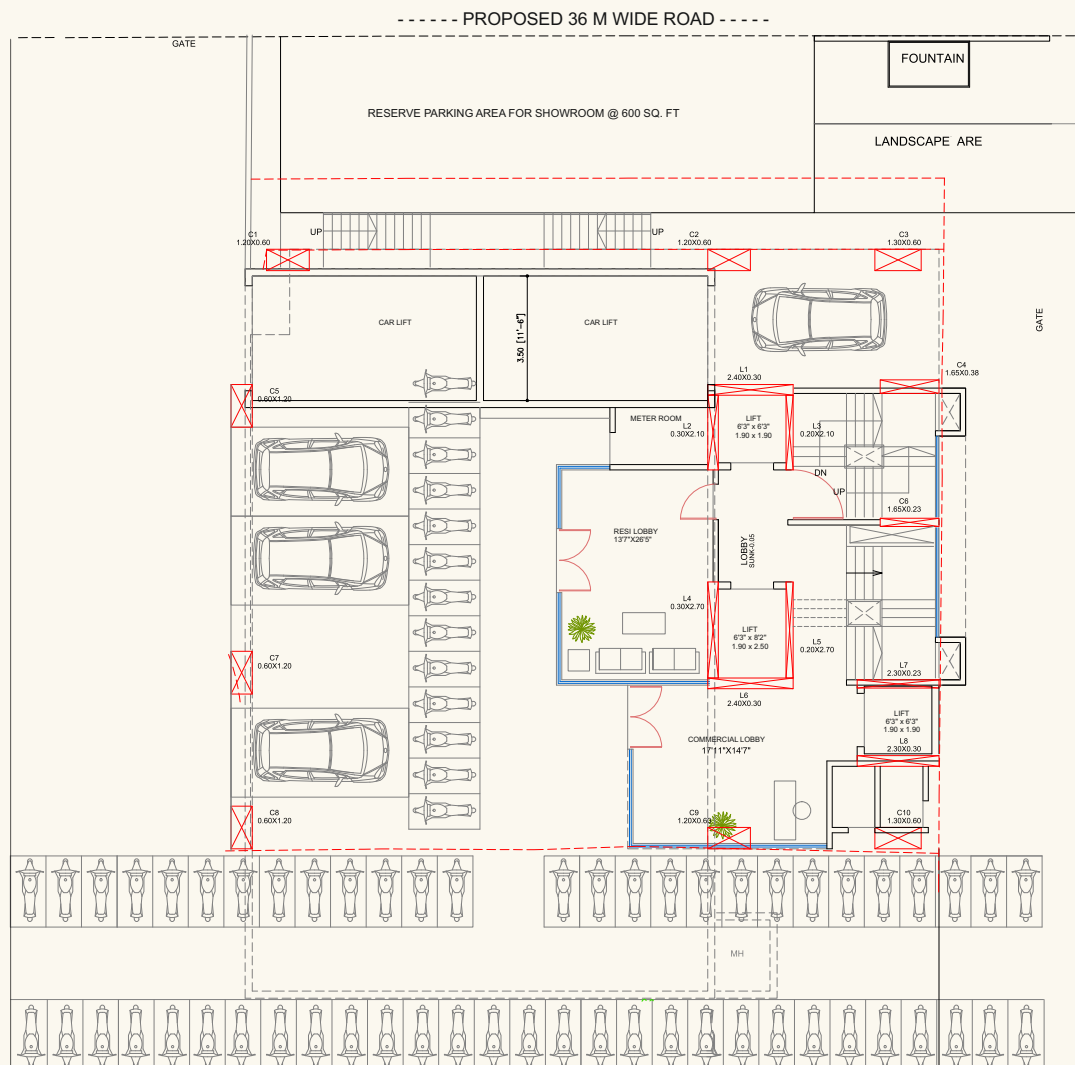 - - - - - - PROPOSED 36 M WIDE ROAD - - - - -
GATE
FOUNTAIN
RESERVE PARKING AREA FOR SHOWROOM @ 600 SQ. FT
LANDSCAPE ARE
C1
1.20X0.60
UP
UP
C2
1.20X0.60
C3
1.30X0.60
GATE
CAR LIFT
3.50 [11'-6"]
CAR LIFT
C4
1.65X0.38
L1
2.40X0.30
C5
0.60X1.20
METER ROOM
L2
0.30X2.10
LIFT
6'3" x 6'3"
1.90 x 1.90
L3
0.20X2.10
DN
UP
C6
1.65X0.23
RESI LOBBY
13'7"X26'5"
LOBBY
SUNK-0.05
L4
0.30X2.70
LIFT
6'3" x 8'2"
1.90 x 2.50
L5
0.20X2.70
C7
0.60X1.20
L7
2.30X0.23
L6
2.40X0.30
LIFT
6'3" x 6'3"
1.90 x 1.90
COMMERCIAL LOBBY
17'11"X14'7"
L8
2.30X0.30
C8
0.60X1.20
C9
1.20X0.60
C10
1.30X0.60
MH